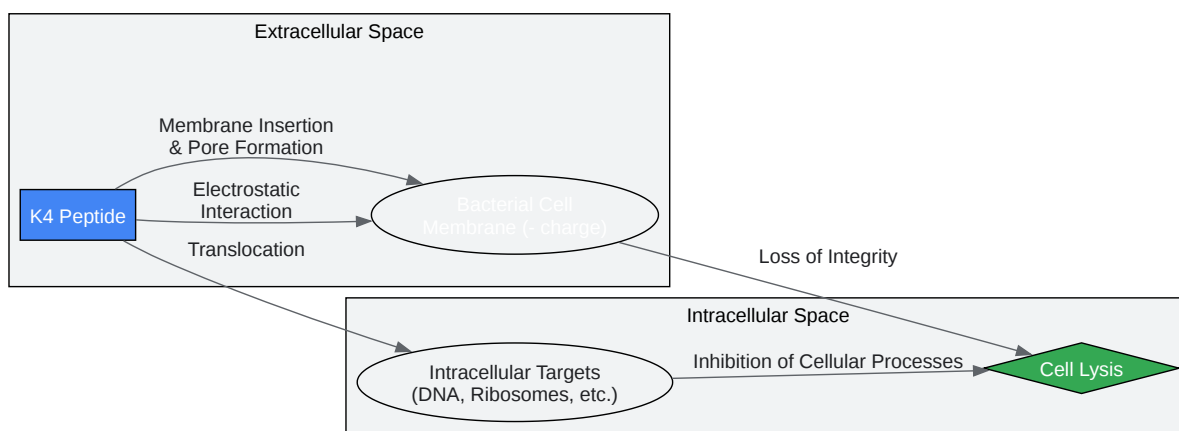 Extracellular Space
Membrane Insertion
& Pore Formation
Electrostatic
Interaction
K4 Peptide
Bacterial Cell
Membrane (- charge)
Translocation
Loss of Integrity
Intracellular Space
Intracellular Targets
(DNA, Ribosomes, etc.)
Inhibition of Cellular Processes
Cell Lysis